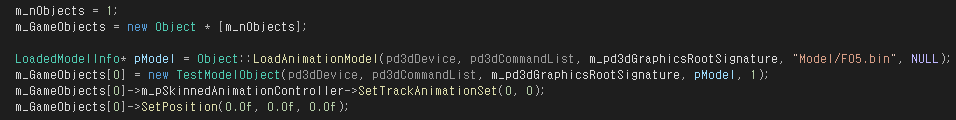 m_nObjects = 1;
m_GameObjects = new Object * [m_nObjects];
LoadedModelInfo* pModel = Object::LoadAnimationModel(pd3dDevice, pd3dCommandList, m_pd3dGraphicsRootSignature, "Model/F05.bin", NULL);
m_GameObjects[0] = new TestModelObject(pd3dDevice, pd3dCommandList, m_pd3dGraphicsRootSignature, pModel, 1);
m_GameObjects[0]->m_pSkinnedAnimationController->SetTrackAnimationSet(0, 0);
m_GameObjects[0]->SetPosition(0.0f, 0.0f, 0.0f);